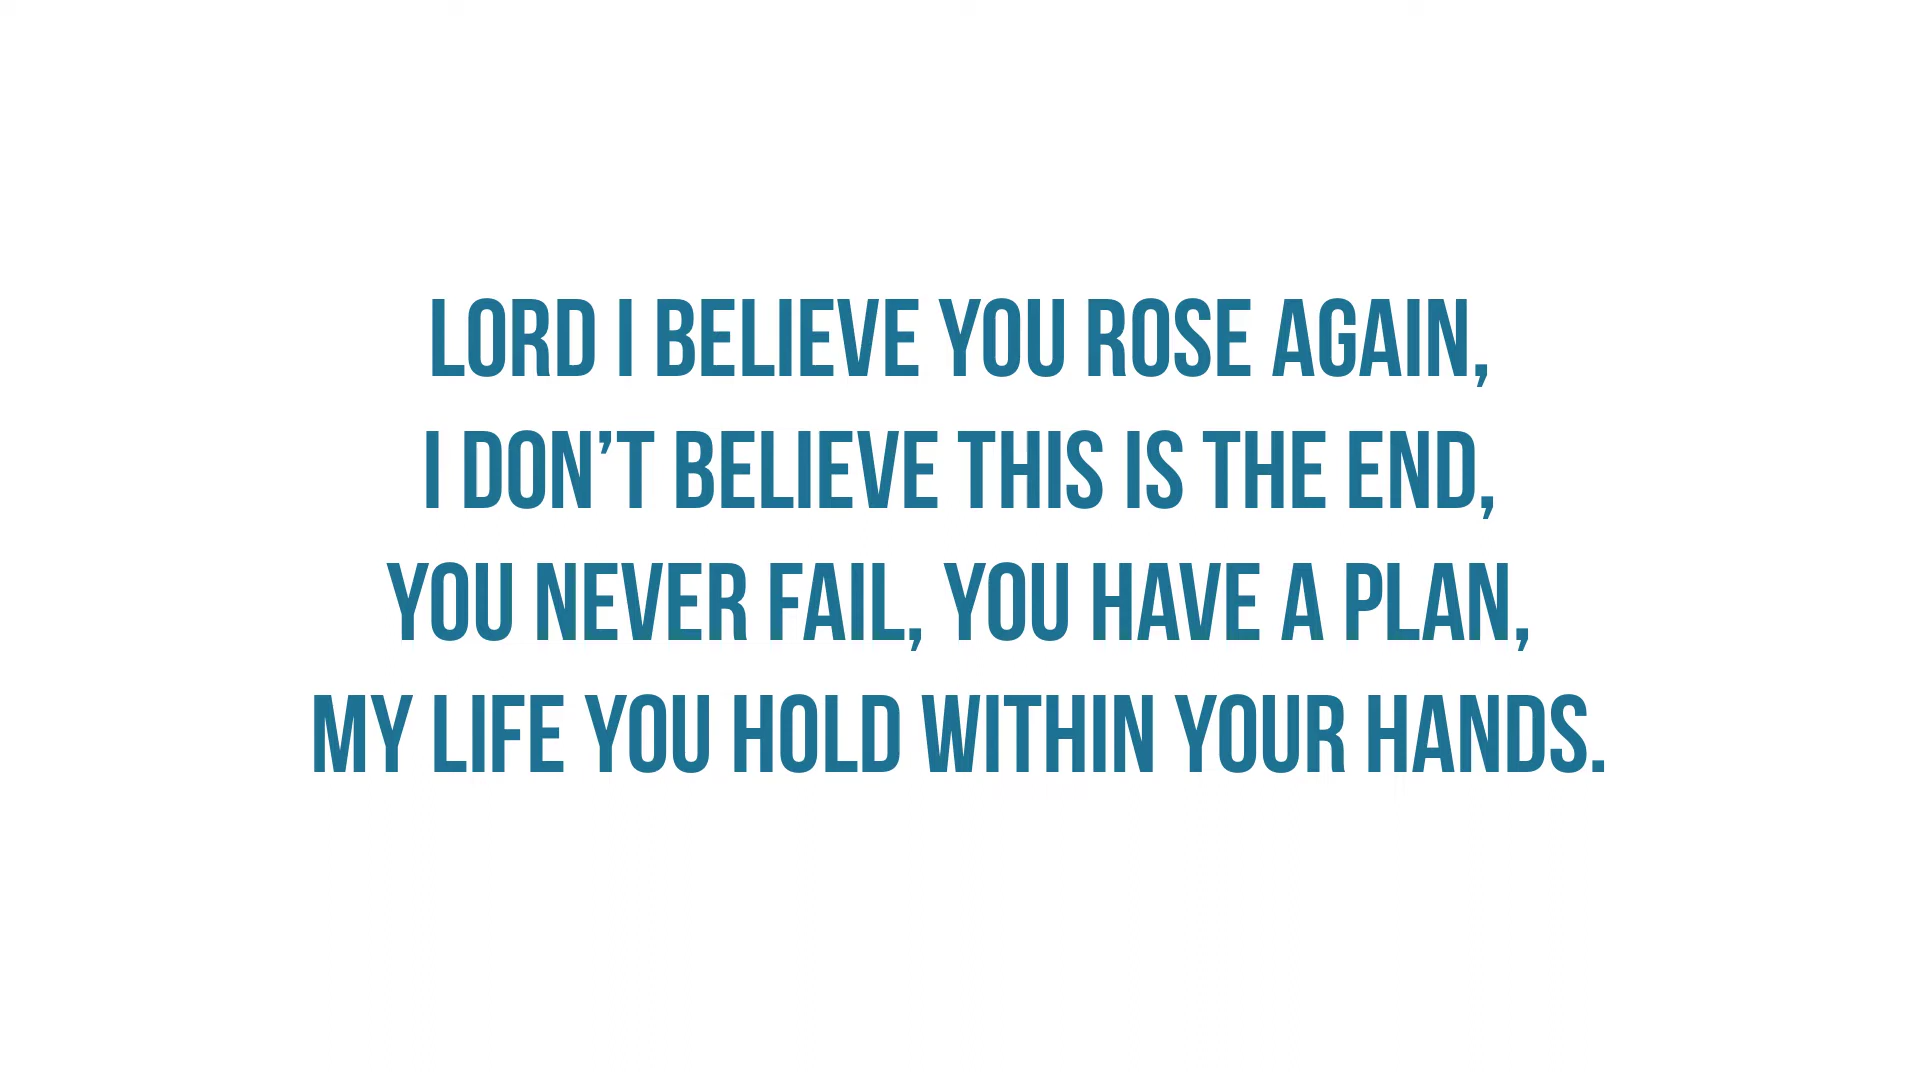 LORD I BELIEVE YOU ROSE AGAIN,
I DON’T BELIEVE THIS IS THE END,
YOU NEVER FAIL, YOU HAVE A PLAN,
MY LIFE YOU HOLD WITHIN YOUR HANDS.